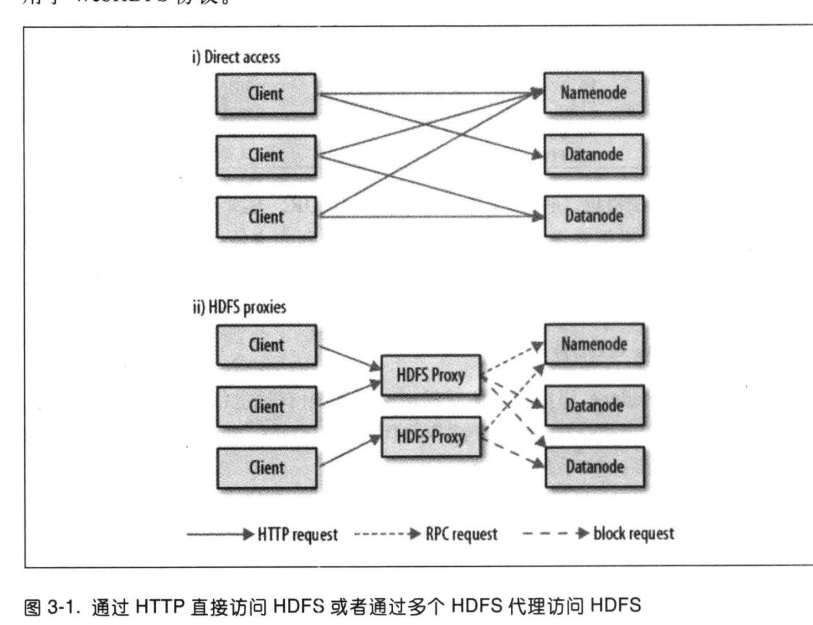 用于 WebHDFS 协议。
i) Direct access
Client Namenode
Client Datanode
Client Datanode
ii) HDFS proxies
Client Namenode
HDFS Proxy
Client Datanode
HDFS Proxy
Client Datanode
HTTP request RPC request block request
图 3-1. 通过 HTTP 直接访问 HDFS 或者通过多个 HDFS 代理访问 HDFS